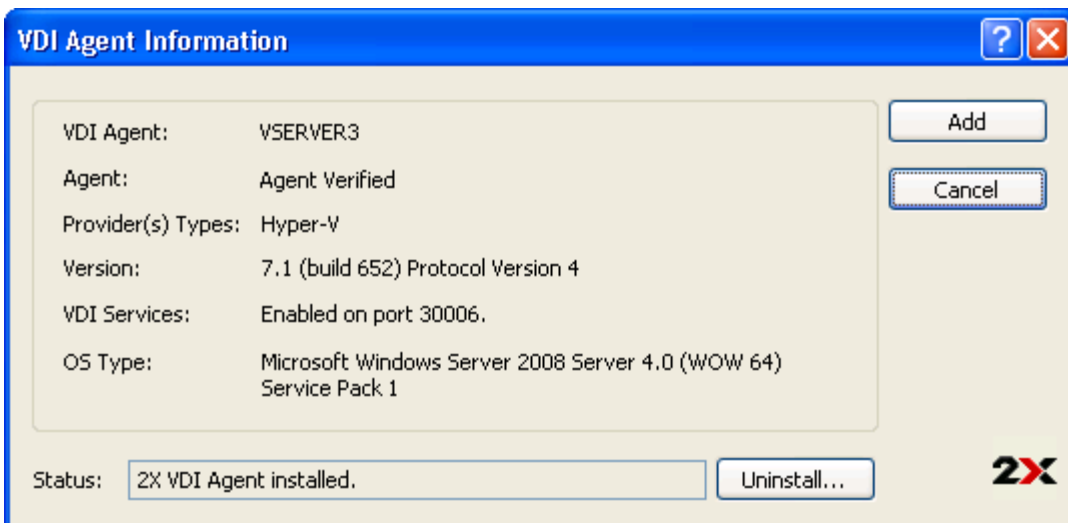 VDI Agent Information
VDI Agent: VSERVER3
Agent: Agent Verified
Provider(s) Types: Hyper-V
Version: 7.1 (build 652) Protocol Version 4
VDI Services: Enabled on port 30006.
OS Type: Microsoft Windows Server 2008 Server 4.0 (WOW 64)
Service Pack 1
Add
Cancel
Status: 2X VDI Agent installed.
Uninstall...
2X